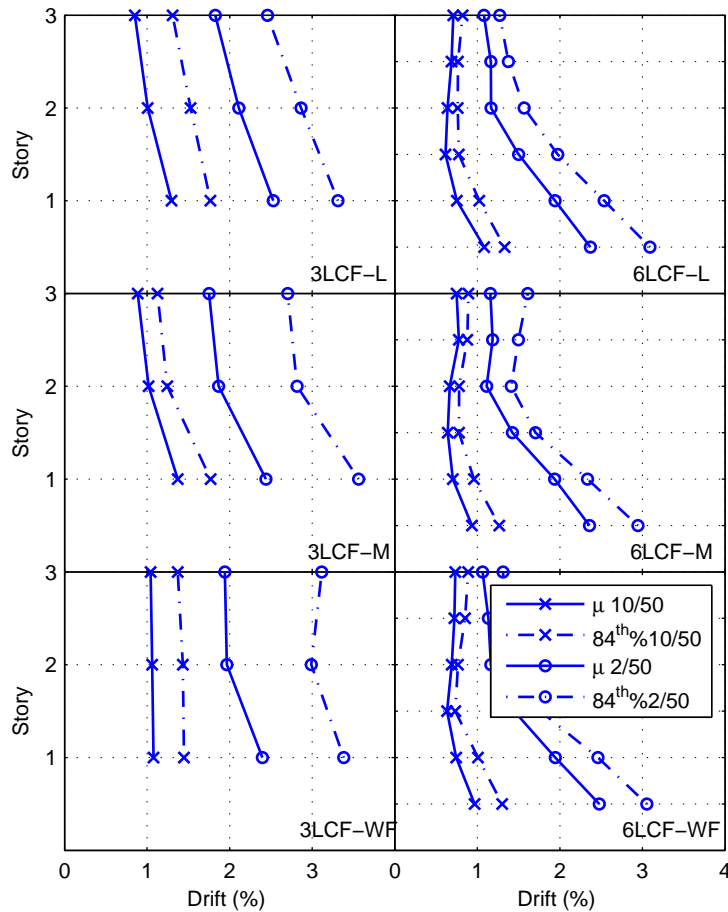 3
2
1
Story
3LCF−L
6LCF−L
3
2
1
Story
3LCF−M
6LCF−M
3
2
1
Story
3LCF−WF
6LCF−WF
μ 10/50
84th%10/50
μ 2/50
84th%2/50
0 1 2 3
0 1 2 3 4
Drift (%)
Drift (%)